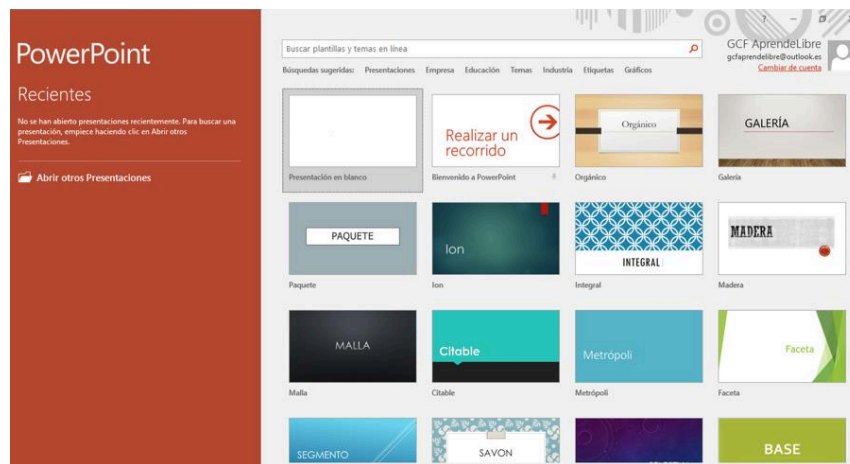 PowerPoint
Recientes
No se han abierto presentaciones recientemente. Para buscar una
presentación, empiece haciendo clic en Abrir otros
Presentaciones.
Abrir otros Presentaciones
?
Buscar plantillas y temas en línea
GCF AprendeLibre
gcfaprendelibre@outlook.es
Cambiar de cuenta
Búsquedas sugeridas: Presentaciones Empresa Educación Temas Industria Etiquetas Gráficos
Realizar un
recorrido
Orgánico
GALERÍA
Presentación en blanco
Bienvenido a PowerPoint
Orgánico
Galería
PAQUETE
Ion
INTEGRAL
MADERA
Paquete
Ion
Integral
Madera
MALLA
Citable
Metrópoli
Faceta
Malla
Citable
Metrópoli
Faceta
SEGMENTO
SAVON
BASE